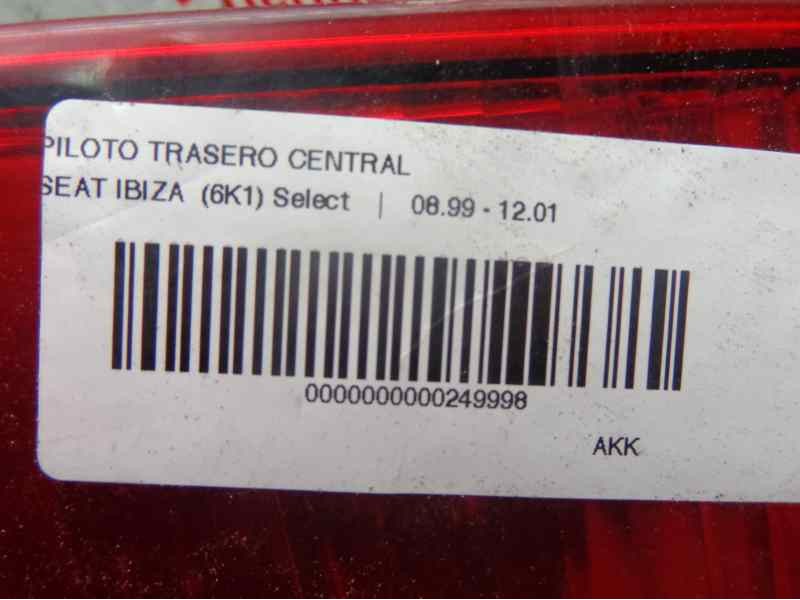 PILOTO TRASERO CENTRAL
SEAT IBIZA (6K1) Select | 08.99 - 12.01
0000000000249998
AKK